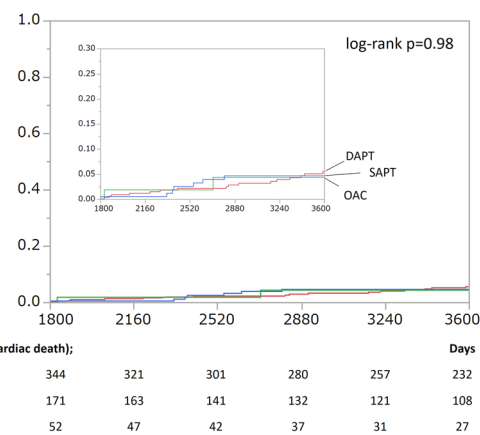 1.0
log-rank p=0.98
0.30
0.25
0.20
0.15
0.10
0.05
0.00
1800 2160 2520 2880 3240 3600
DAPT
SAPT
OAC
0.8
0.6
0.4
0.2
0.0
1800 2160 2520 2880 3240 3600
ardiac death); Days
344 321 301 280 257 232
171 163 141 132 121 108
52 47 42 37 31 27